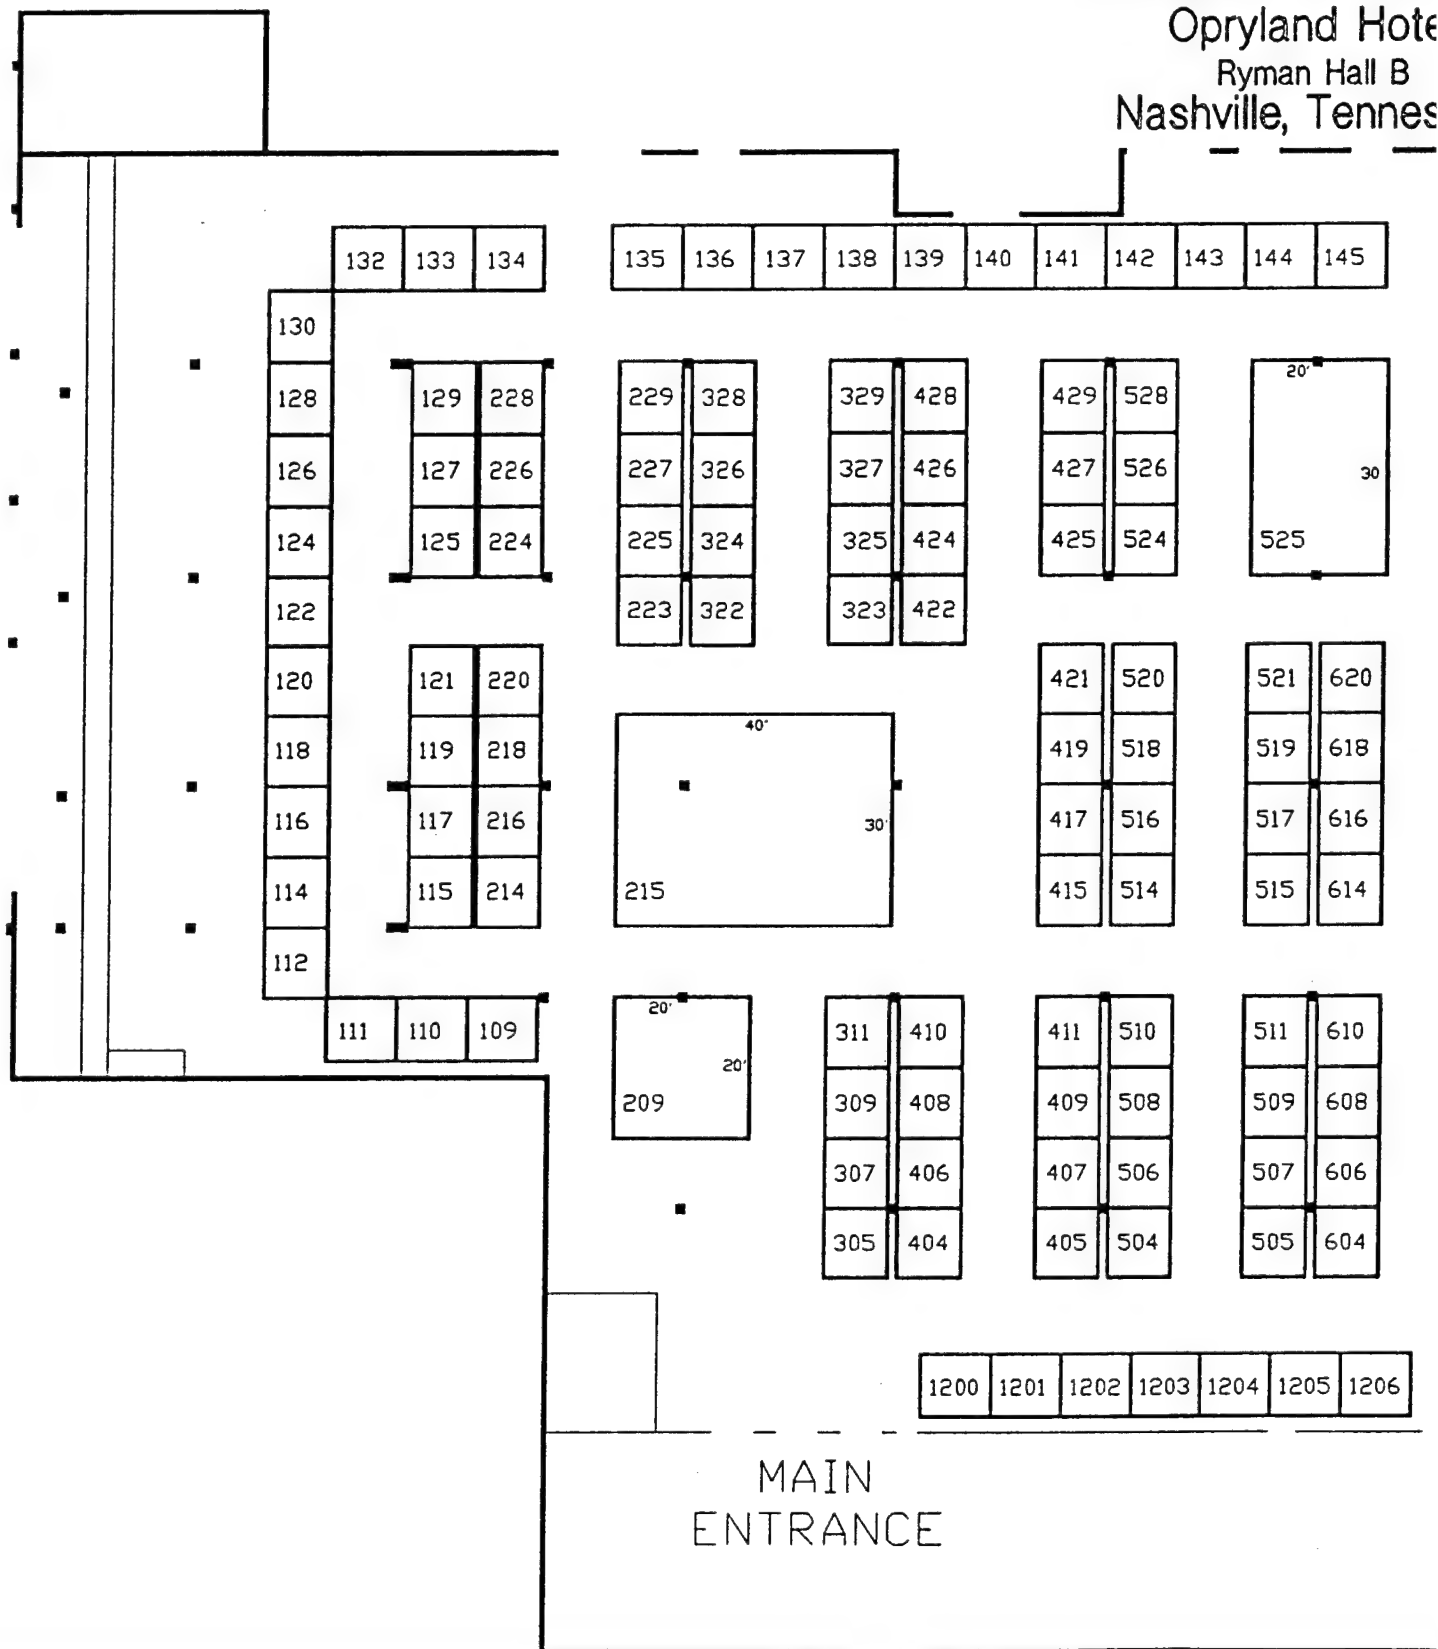 Opryland Hote
Ryman Hall B
Nashville, Tennes
132 133 134 135 136 137 138 139 140 141 142 143 144 145
130
128 129 228 229 328 329 428 429 528 20'
126 127 226 227 326 327 426 427 526 30
124 125 224 225 324 325 424 425 524 525
122 223 322 323 422
120 121 220 421 520 521 620
40'
118 119 218 419 518 519 618
116 117 216 30' 417 516 517 616
114 115 214 215 415 514 515 614
112
20'
111 110 109 311 410 411 510 511 610
20'
209 309 408 409 508 509 608
307 406 407 506 507 606
305 404 405 504 505 604
1200 1201 1202 1203 1204 1205 1206
MAIN
ENTRANCE